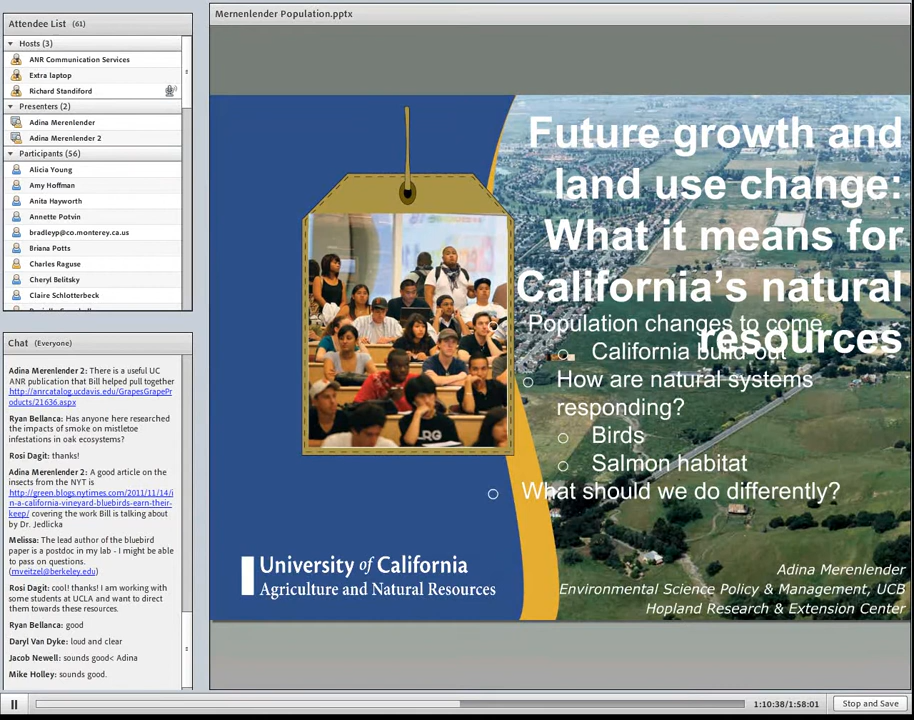 Attendee List (61)
Hosts (3)
ANR Communication Services
Extra laptop
Richard Standiford
Presenters (2)
Adina Merenlender
Adina Merenlender 2
Participants (56)
Alicia Young
Amy Hoffman
Anita Hayworth
Annette Potvin
bradleyp@co.monterey.ca.us
Briana Potts
Charles Raguse
Cheryl Belitsky
Claire Schlotterbeck
Chat (Everyone)
Adina Merenlender 2: There is a useful UC
ANR publication that Bill helped pull together
http://anrcatalog.ucdavis.edu/GrapesGrapePr
oducts/21636.aspx
Ryan Bellanca: Has anyone here researched
the impacts of smoke on mistletoe
infestations in oak ecosystems?
Rosi Dagit: thanks!
Adina Merenlender 2: A good article on the
insects from the NYT is
http://green.blogs.nytimes.com/2011/11/14/i
n-a-california-vineyard-bluebirds-earn-their-
keep/ covering the work Bill is talking about
by Dr. Jedlicka
Melissa: The lead author of the bluebird
paper is a postdoc in my lab - I might be able
to pass on questions.
(mveitzel@berkeley.edu)
Rosi Dagit: cool! thanks! I am working with
some students at UCLA and want to direct
them towards these resources.
Ryan Bellanca: good
Daryl Van Dyke: loud and clear
Jacob Newell: sounds good< Adina
Mike Holley: sounds good.
Mernenlender Population.pptx
Future growth and
land use change:
What it means for
California's natural
resources
Population changes to come
California build-out
How are natural systems
responding?
Birds
Salmon habitat
What should we do differently?
University of California
Agriculture and Natural Resources
Adina Merenlender
Environmental Science Policy & Management, UCB
Hopland Research & Extension Center
1:10:38/1:58:01
Stop and Save